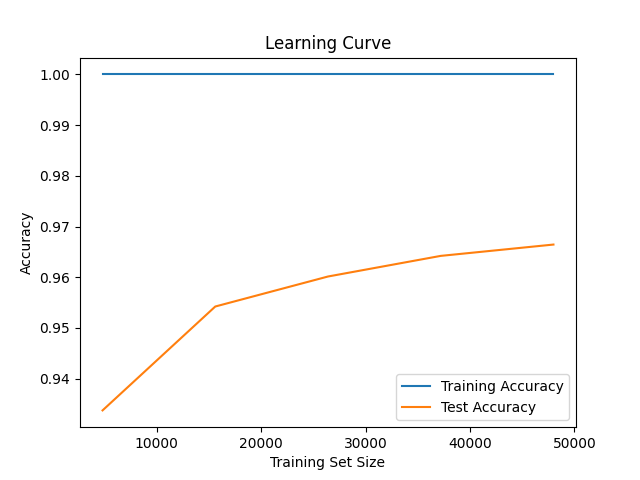 Learning Curve
1.00
0.99
0.98
0.97
0.96
0.95
0.94
Accuracy
10000 20000 30000 40000 50000
Training Set Size
Training Accuracy
Test Accuracy